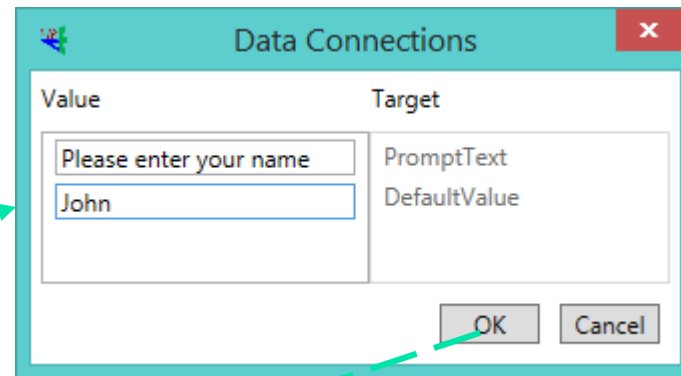 Data Connections
Value Target
Please enter your name PromptText
John DefaultValue
OK Cancel